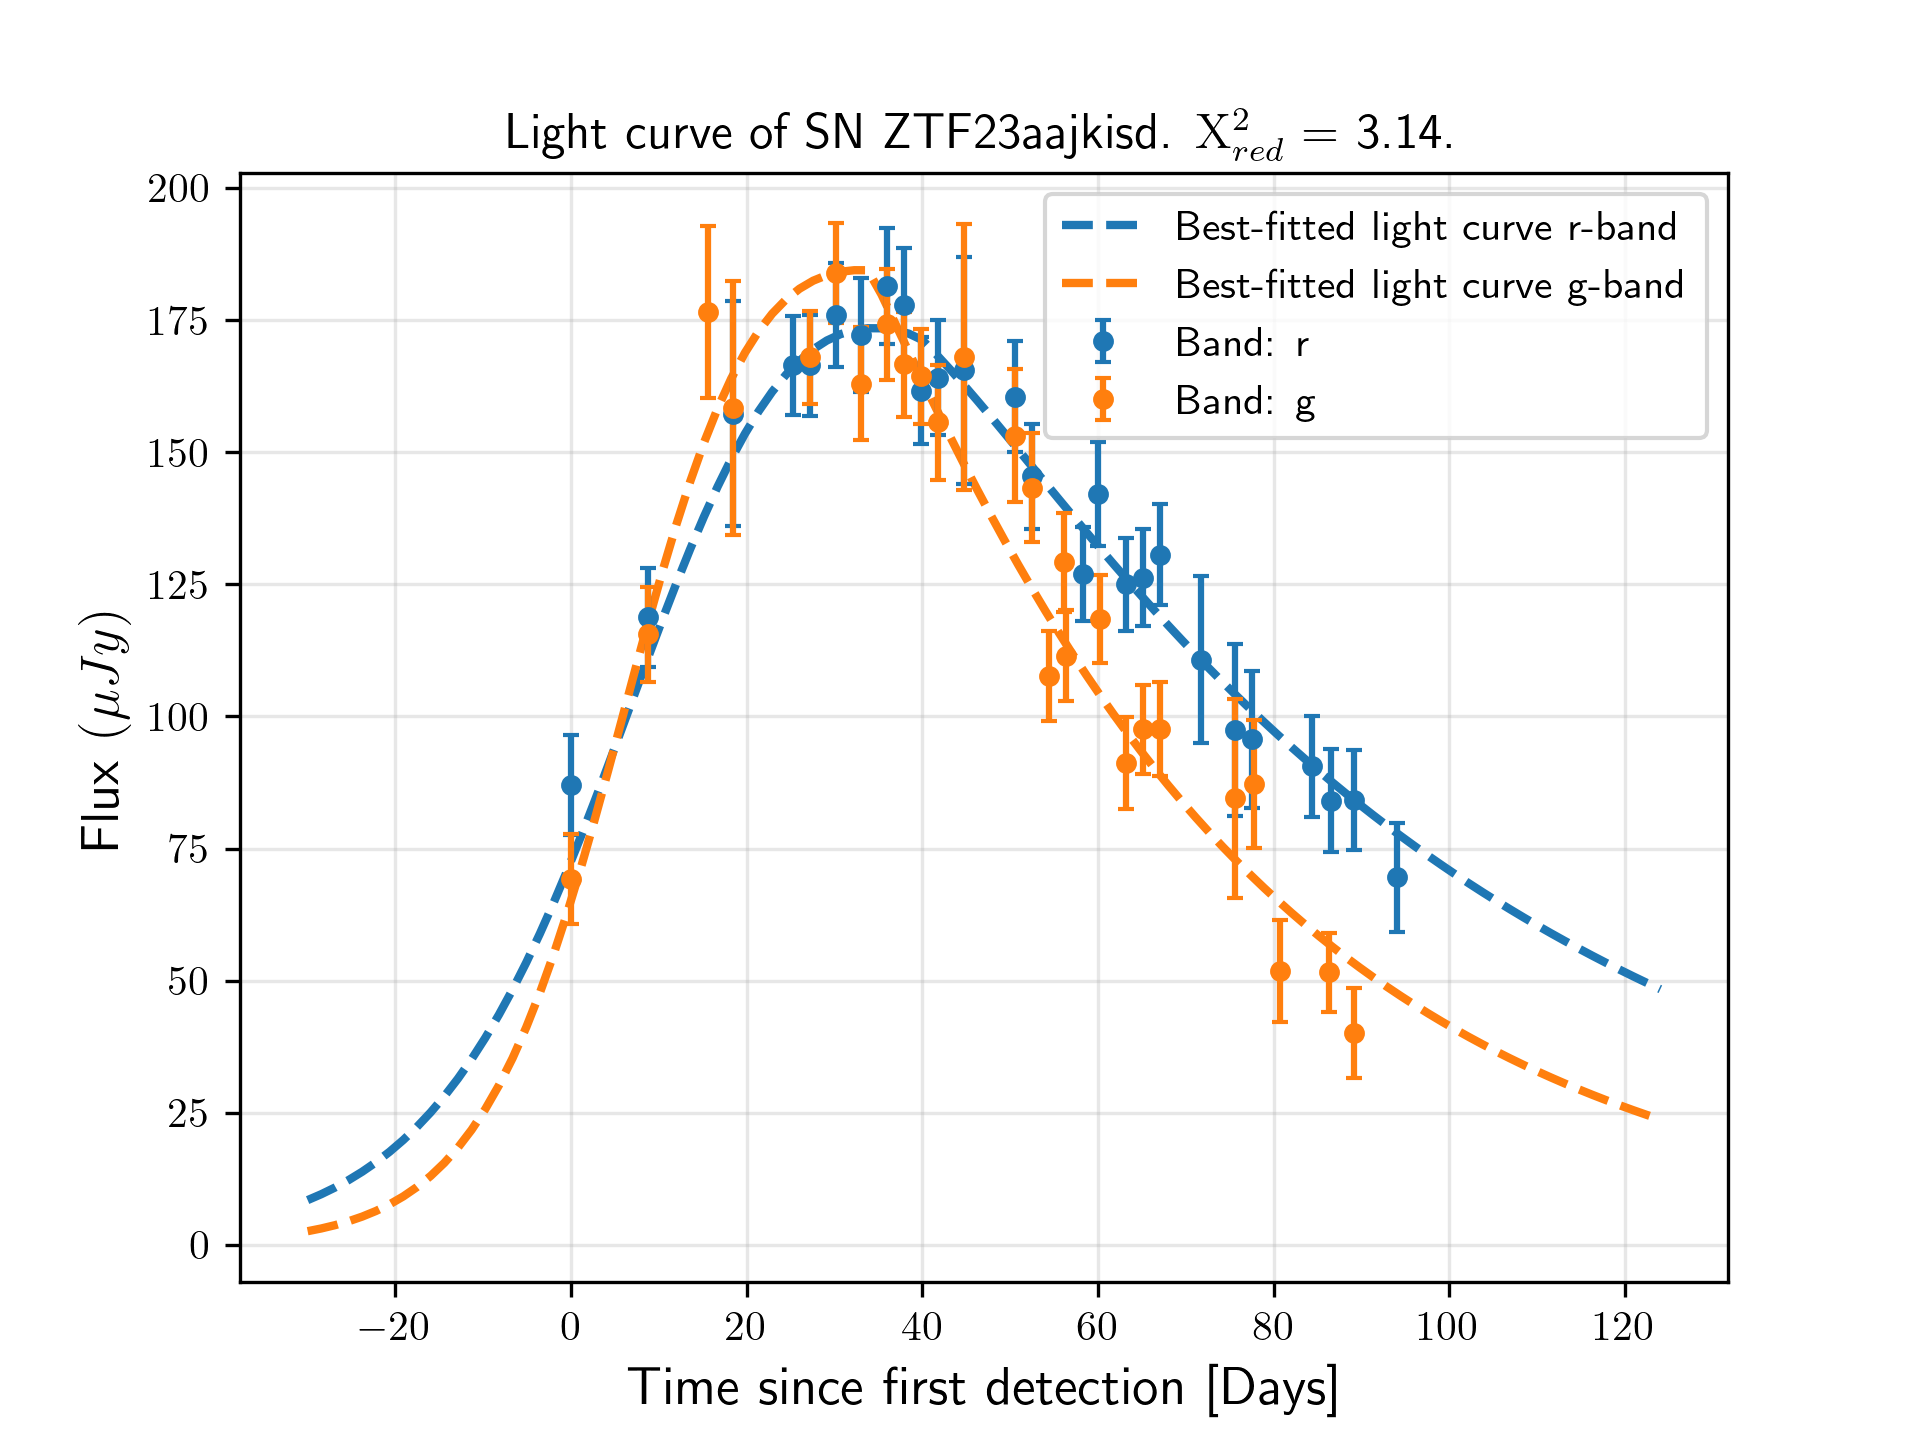 Light curve of SN ZTF23aajkisd. X²red = 3.14.
200
175
150
125
100
75
50
25
0
Flux (μJy)
Best-fitted light curve r-band
Best-fitted light curve g-band
Band: r
Band: g
−20 0 20 40 60 80 100 120
Time since first detection [Days]